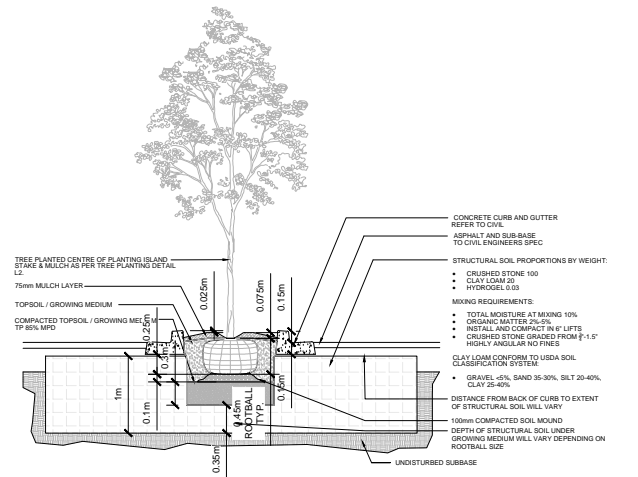 TREE PLANTED CENTRE OF PLANTING ISLAND
STAKE & MULCH AS PER TREE PLANTING DETAIL
L2.
75mm MULCH LAYER
TOPSOIL / GROWING MEDIUM
COMPACTED TOPSOIL / GROWING
TP 85% MPD
0.025m
0.075m
0.15m
0.25m
0.3m
1m
0.1m
0.15m
0.45m
ROOTBALL
TYP.
0.35m
CONCRETE CURB AND GUTTER
REFER TO CIVIL
ASPHALT AND SUB-BASE
TO CIVIL ENGINEERS SPEC
STRUCTURAL SOIL PROPORTIONS BY WEIGHT:
• CRUSHED STONE 100
• CLAY LOAM 20
• HYDROGEL 0.03
MIXING REQUIREMENTS:
• TOTAL MOISTURE AT MIXING 10%
• ORGANIC MATTER 2%-5%
• INSTALL AND COMPACT IN 6" LIFTS
• CRUSHED STONE GRADED FROM -1.5"
HIGHLY ANGULAR NO FINES
CLAY LOAM CONFORM TO USDA SOIL
CLASSIFICATION SYSTEM:
• GRAVEL <5%, SAND 35-30%, SILT 20-40%,
CLAY 25-40%
DISTANCE FROM BACK OF CURB TO EXTENT
OF STRUCTURAL SOIL WILL VARY
100mm COMPACTED SOIL MOUND
DEPTH OF STRUCTURAL SOIL UNDER
GROWING MEDIUM WILL VARY DEPENDING ON
ROOTBALL SIZE
UNDISTURBED SUBBASE